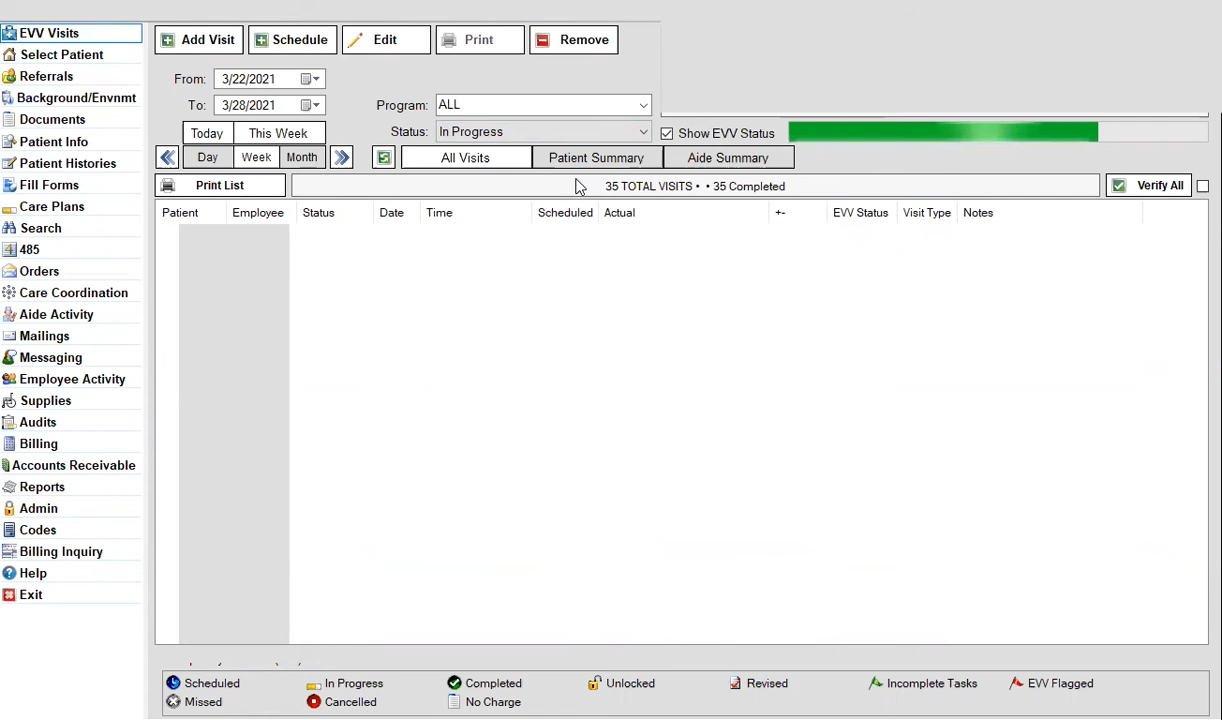 EVV Visits
Select Patient
Referrals
Background/Envnmt
Documents
Patient Info
Patient Histories
Fill Forms
Care Plans
Search
485
Orders
Care Coordination
Aide Activity
Mailings
Messaging
Employee Activity
Supplies
Audits
Billing
Accounts Receivable
Reports
Admin
Codes
Billing Inquiry
Help
Exit
Add Visit Schedule Edit Print Remove
From: 3/22/2021
To: 3/28/2021 Program: ALL
Today This Week Status: In Progress Show EVV Status
Day Week Month All Visits Patient Summary Aide Summary
Print List 35 TOTAL VISITS • • 35 Completed Verify All
Patient Employee Status Date Time Scheduled Actual +- EVV Status Visit Type Notes
Scheduled In Progress Completed Unlocked Revised Incomplete Tasks EVV Flagged
Missed Cancelled No Charge